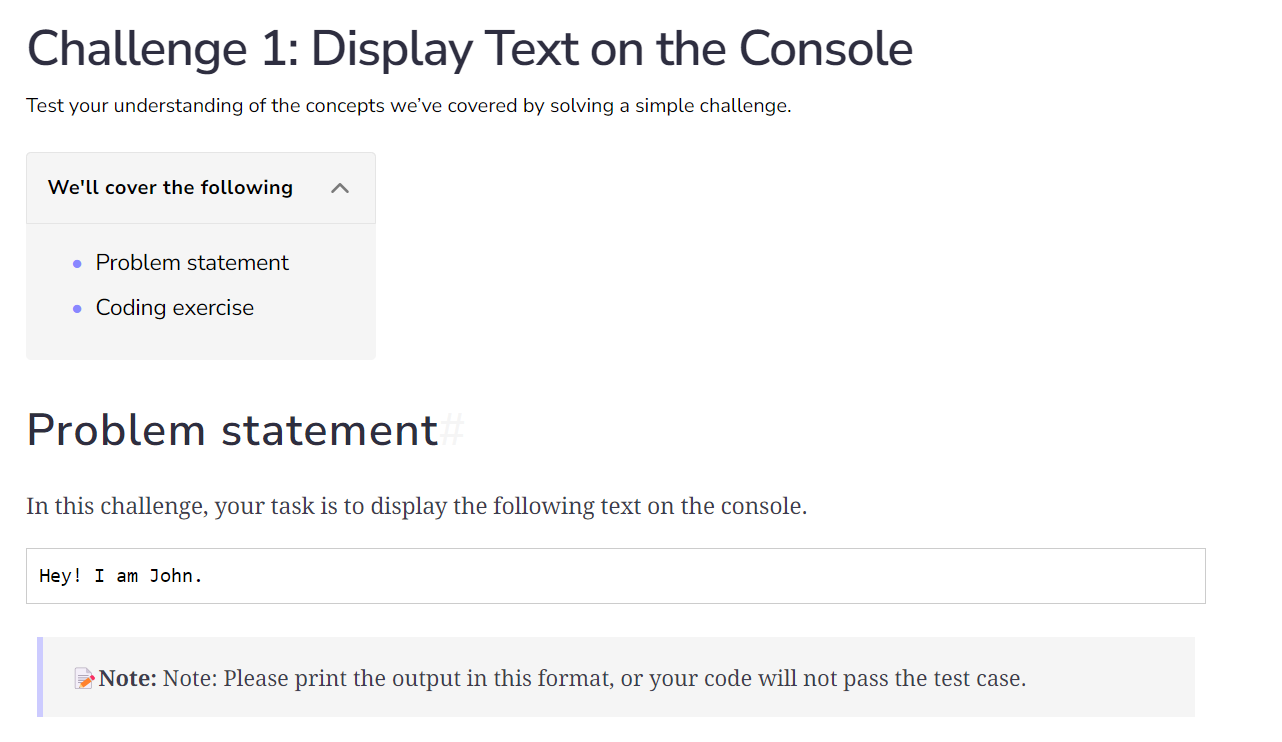 Challenge 1: Display Text on the Console
Test your understanding of the concepts we’ve covered by solving a simple challenge.
We'll cover the following
Problem statement
Coding exercise
Problem statement#
In this challenge, your task is to display the following text on the console.
Hey! I am John.
📝Note: Note: Please print the output in this format, or your code will not pass the test case.